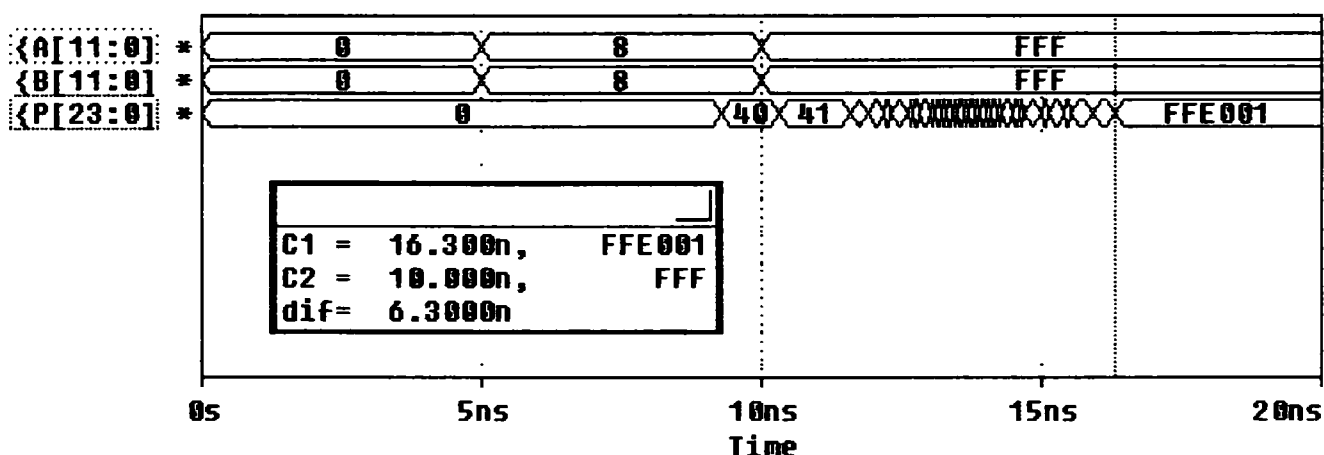 {A[11:0] * 0 8 FFF
{B[11:0] * 0 8 FFF
{P[23:0] * 0 40 41 FFE001
C1 = 16.300n, FFE001
C2 = 10.000n, FFF
dif= 6.3000n
0s 5ns 10ns 15ns 20ns
Time